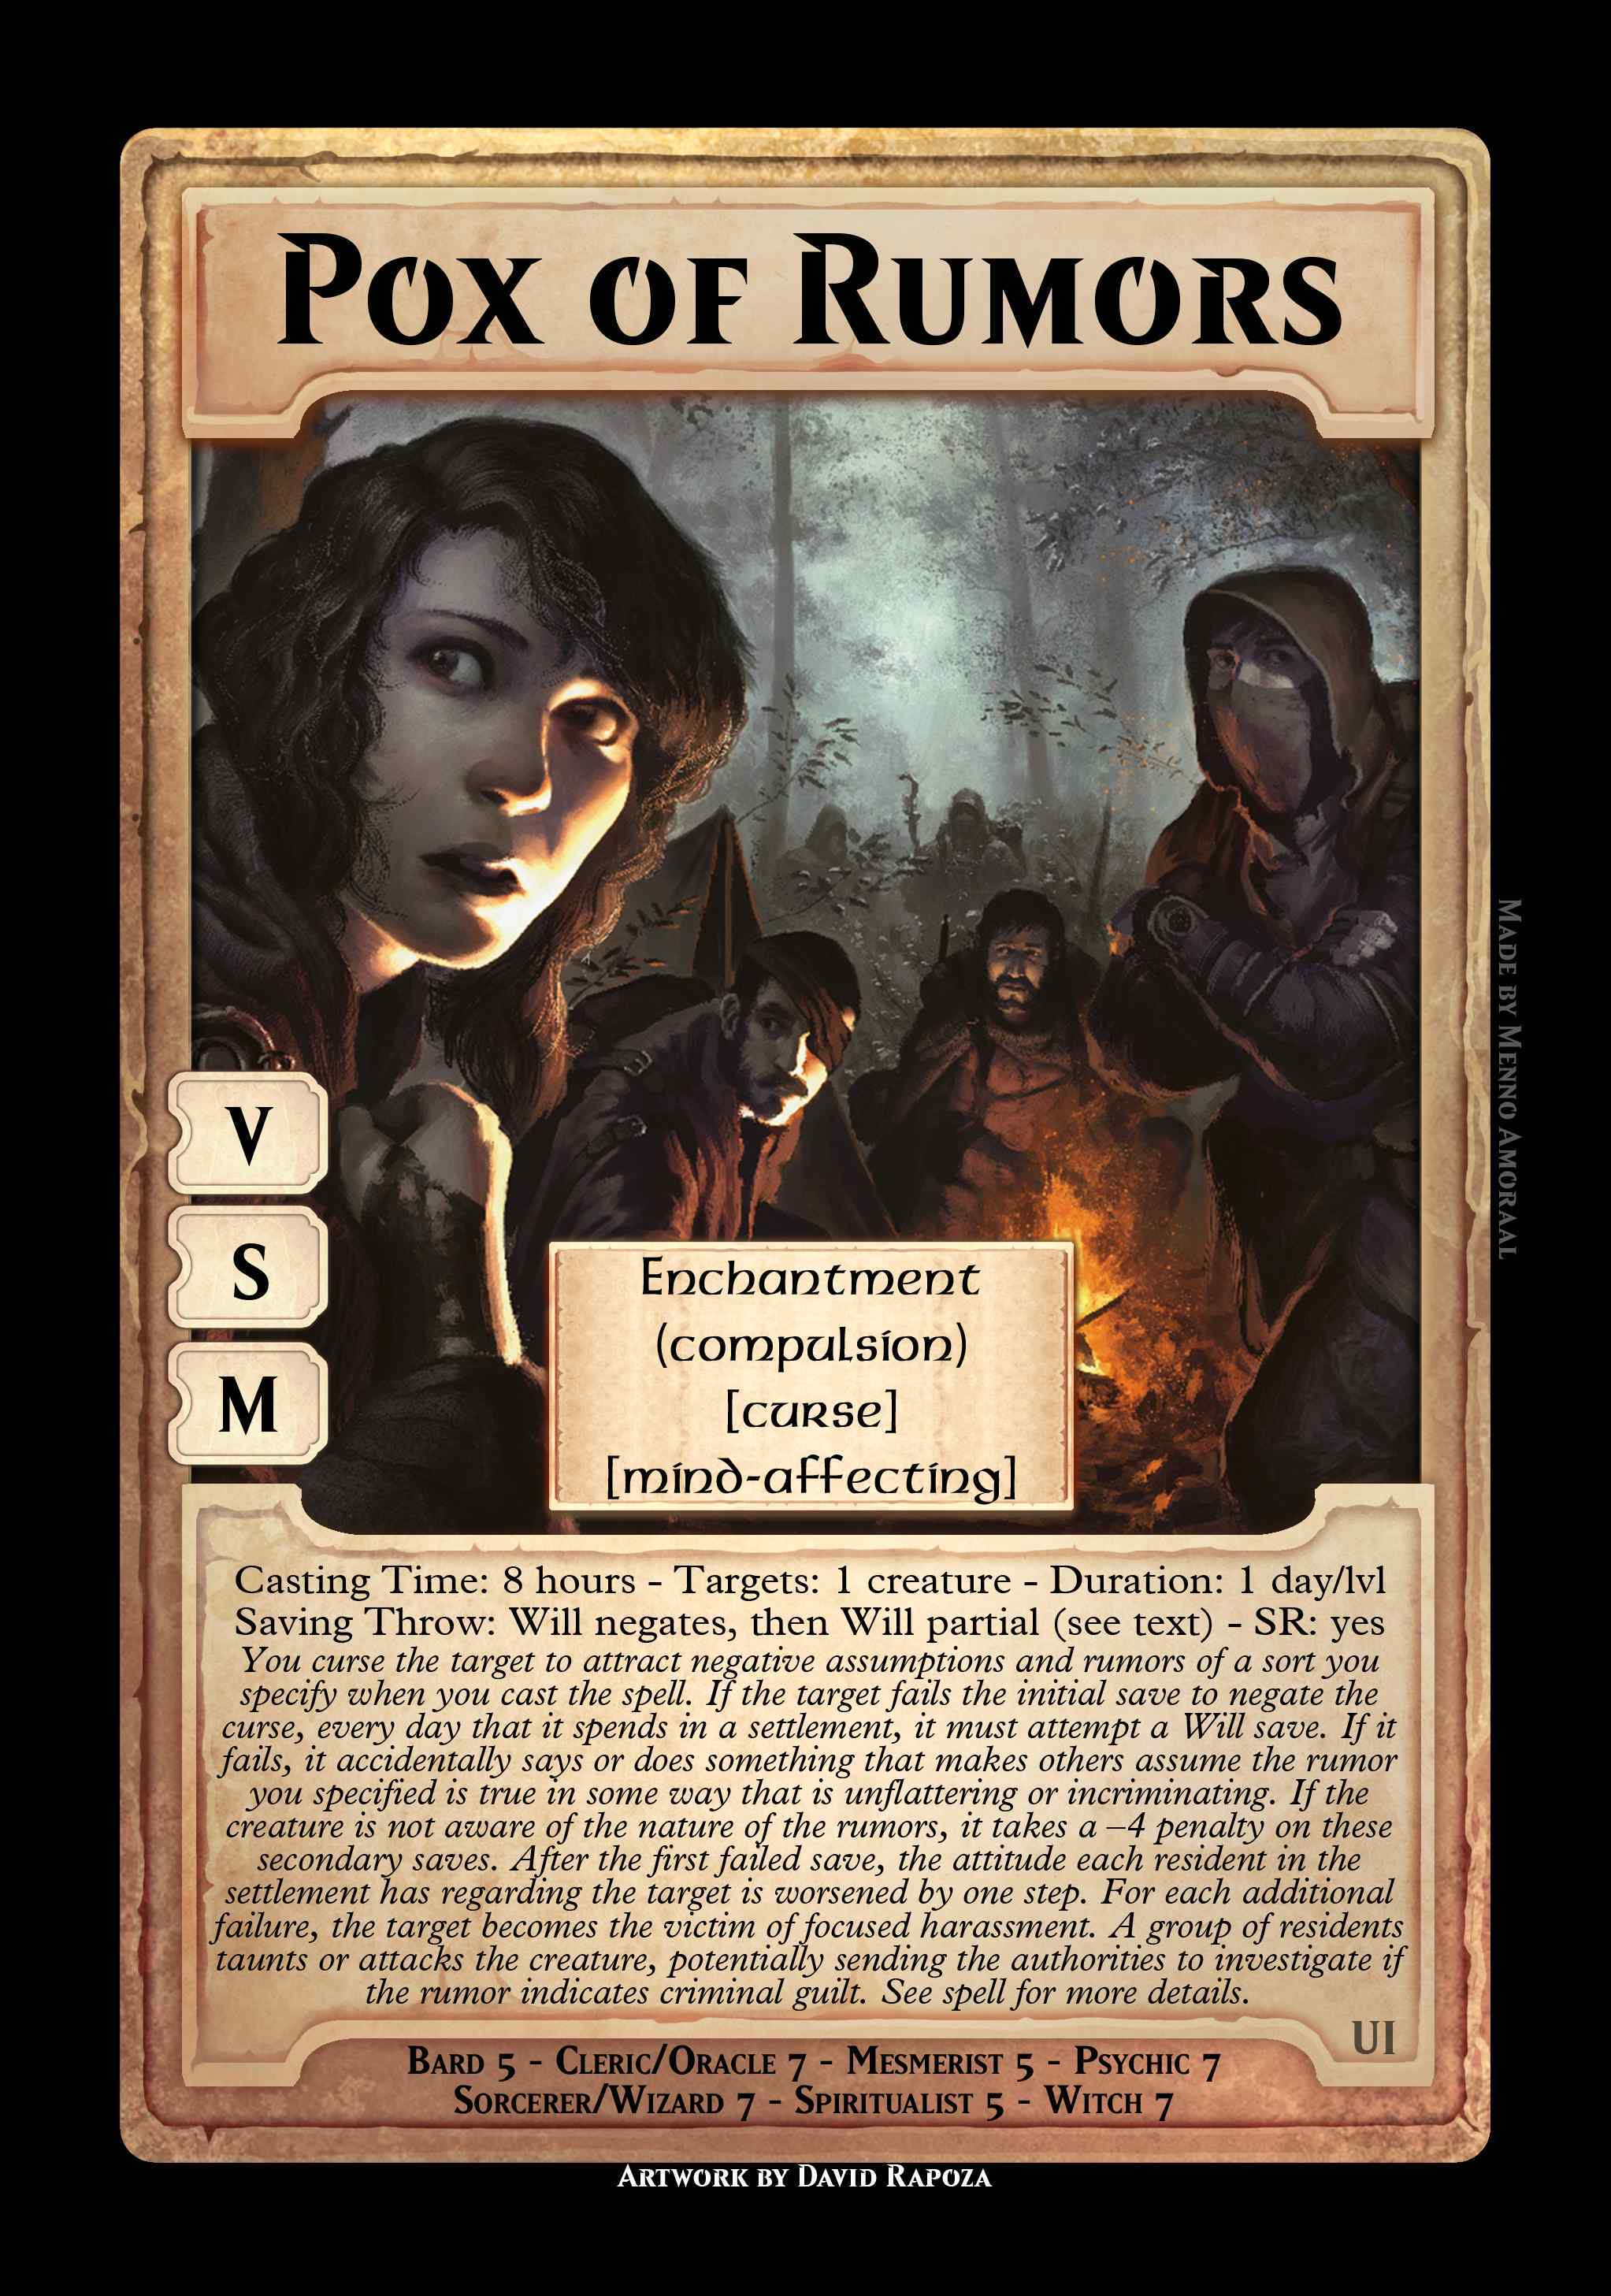 Pox of Rumors
V
S
M
Enchantment
(compulsion)
[curse]
[mind-affecting]
Casting Time: 8 hours - Targets: 1 creature - Duration: 1 day/lvl
Saving Throw: Will negates, then Will partial (see text) - SR: yes
You curse the target to attract negative assumptions and rumors of a sort you
specify when you cast the spell. If the target fails the initial save to negate the
curse, every day that it spends in a settlement, it must attempt a Will save. If it
fails, it accidentally says or does something that makes others assume the rumor
you specified is true in some way that is unflattering or incriminating. If the
creature is not aware of the nature of the rumors, it takes a –4 penalty on these
secondary saves. After the first failed save, the attitude each resident in the
settlement has regarding the target is worsened by one step. For each additional
failure, the target becomes the victim of focused harassment. A group of residents
taunts or attacks the creature, potentially sending the authorities to investigate if
the rumor indicates criminal guilt. See spell for more details.
UI
Bard 5 - Cleric/Oracle 7 - Mesmerist 5 - Psychic 7
Sorcerer/Wizard 7 - Spiritualist 5 - Witch 7
Artwork by David Rapoza
Made by Menno Amoraal